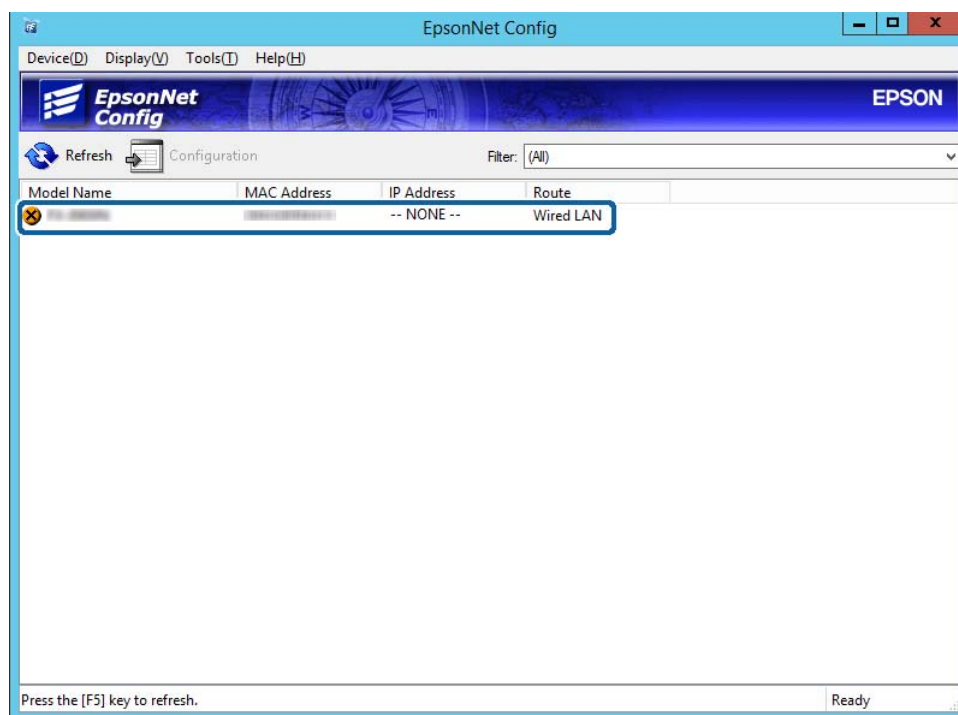 EpsonNet Config
Device(D) Display(V) Tools(T) Help(H)
EpsonNet
Config
EPSON
Refresh Configuration Filter: (All)
Model Name MAC Address IP Address Route
-- NONE -- Wired LAN
Press the [F5] key to refresh. Ready